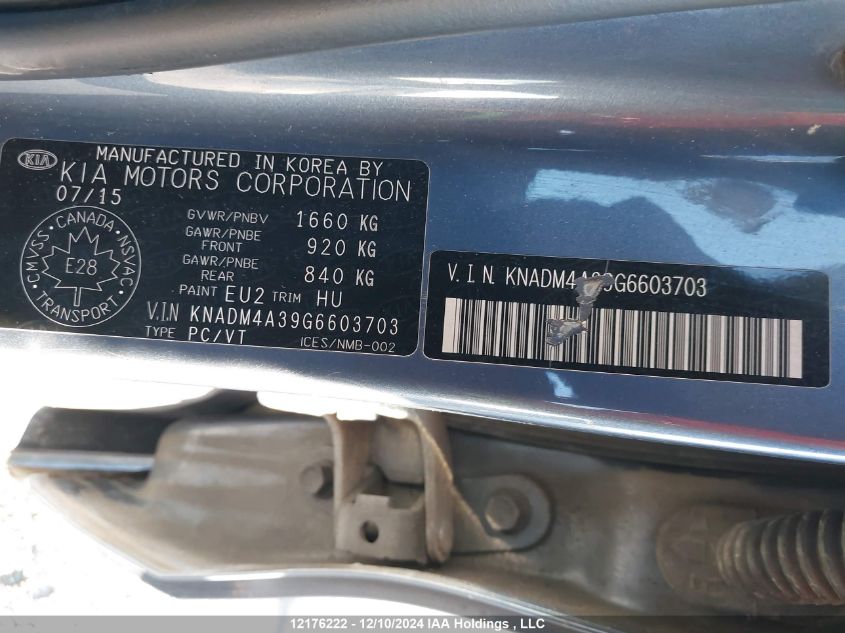 KIA
MANUFACTURED IN KOREA BY
KIA MOTORS CORPORATION
07/15
GVWR/PNBV 1660 KG
GAWR/PNBE FRONT 920 KG
GAWR/PNBE REAR 840 KG
PAINT EU2 TRIM HU
V.I.N KNADM4A39G6603703
TYPE PC/VT ICES/NMB-002
CANADA
CMVSS NSVAC
E28
TRANSPORT
V.I.N. KNADM4A39G6603703
12176222 - 12/10/2024 IAA Holdings , LLC